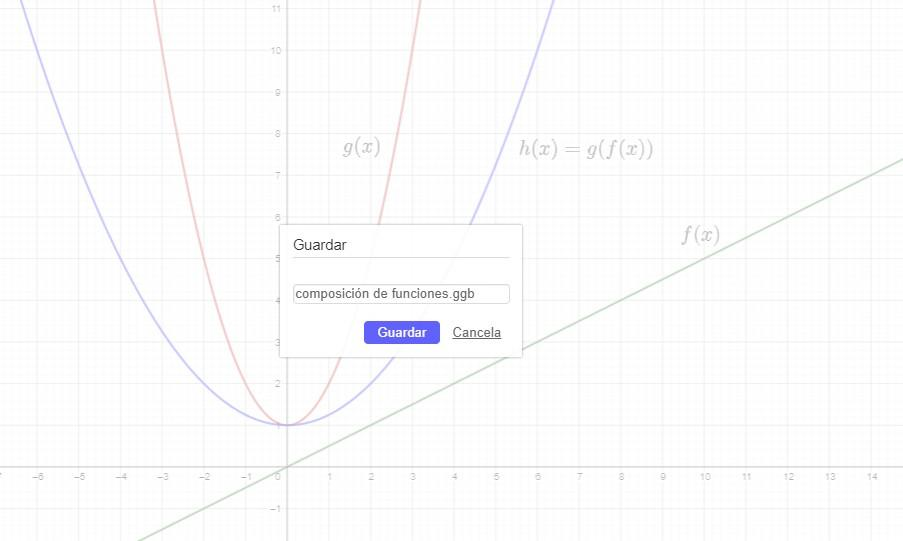 11
10
9
8
g(x)
h(x) = g(f(x))
7
6
f(x)
Guardar
5
composición de funciones.ggb
4
Guardar Cancela
3
2
1
−6 −5 −4 −3 −2 −1 0 1 2 3 4 5 6 7 8 9 10 11 12 13 14
−1